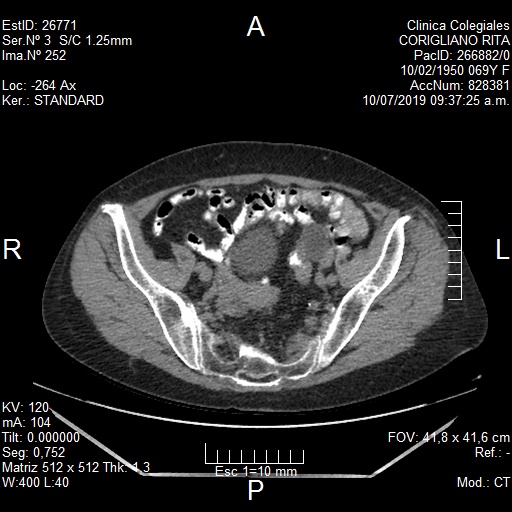 EstID: 26771
Ser.Nº 3 S/C 1.25mm
Ima.Nº 252
Loc: -264 Ax
Ker.: STANDARD
A
Clinica Colegiales
CORIGLIANO RITA
PacID: 266882/0
10/02/1950 069Y F
AccNum: 828381
10/07/2019 09:37:25 a.m.
R
L
KV: 120
mA: 104
Tilt: 0.000000
Seg: 0,752
Matriz 512 x 512 Thk: 1.3
W:400 L:40
Esc 1=10 mm
P
FOV: 41,8 x 41,6 cm
Ref.: -
Mod.: CT